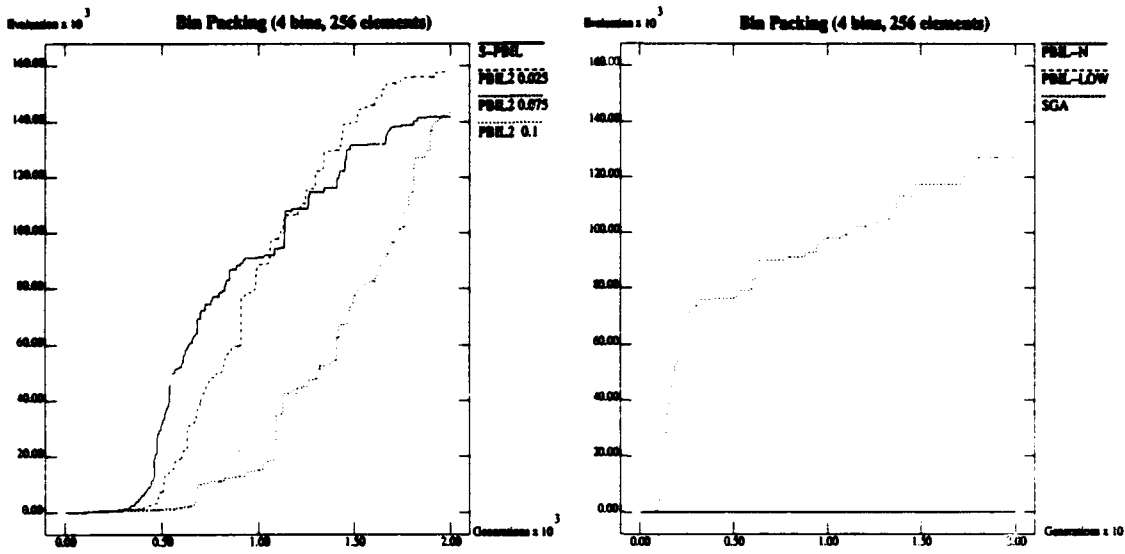 Evaluation x 10 3
Bin Packing (4 bins, 256 elements)
160.00
140.00
120.00
100.00
80.00
60.00
40.00
20.00
0.00
0.00 0.50 1.00 1.50 2.00
Generations x 10 3
S-PBIL
PBIL2 0.025
PBIL2 0.075
PBIL2 0.1
Evaluation x 10 3
Bin Packing (4 bins, 256 elements)
160.00
140.00
120.00
100.00
80.00
60.00
40.00
20.00
0.00
0.00 0.50 1.00 1.50 2.00
Generations x 10 3
PBIL-N
PBIL-LOW
SGA